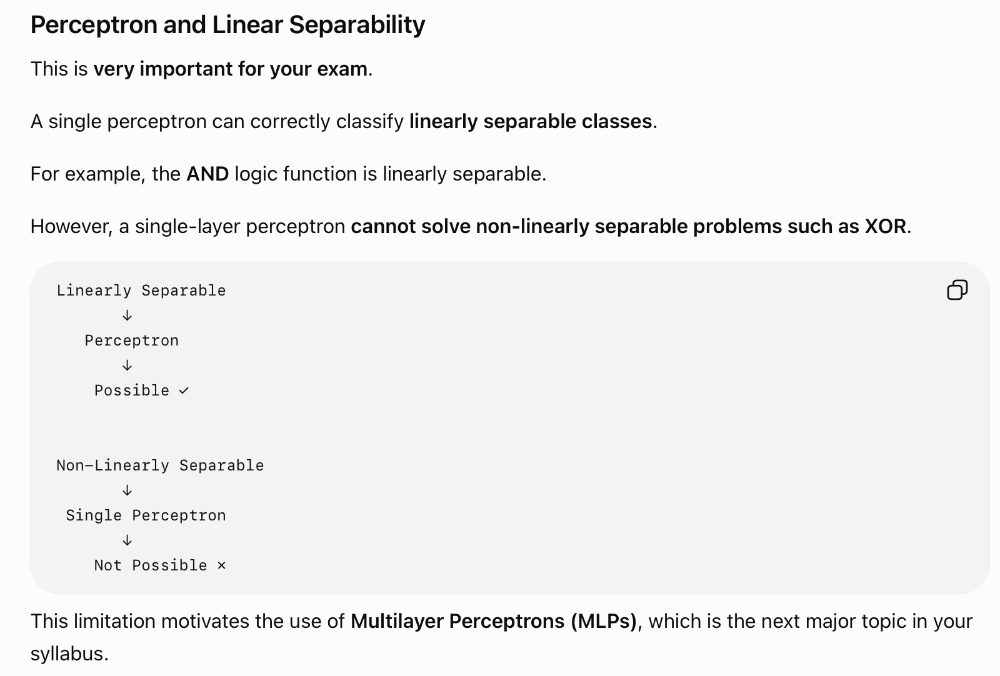 Perceptron and Linear Separability
This is very important for your exam.
A single perceptron can correctly classify linearly separable classes.
For example, the AND logic function is linearly separable.
However, a single-layer perceptron cannot solve non-linearly separable problems such as XOR.
Linearly Separable
↓
Perceptron
↓
Possible ✓
Non-Linearly Separable
↓
Single Perceptron
↓
Not Possible ×
This limitation motivates the use of Multilayer Perceptrons (MLPs), which is the next major topic in your
syllabus.